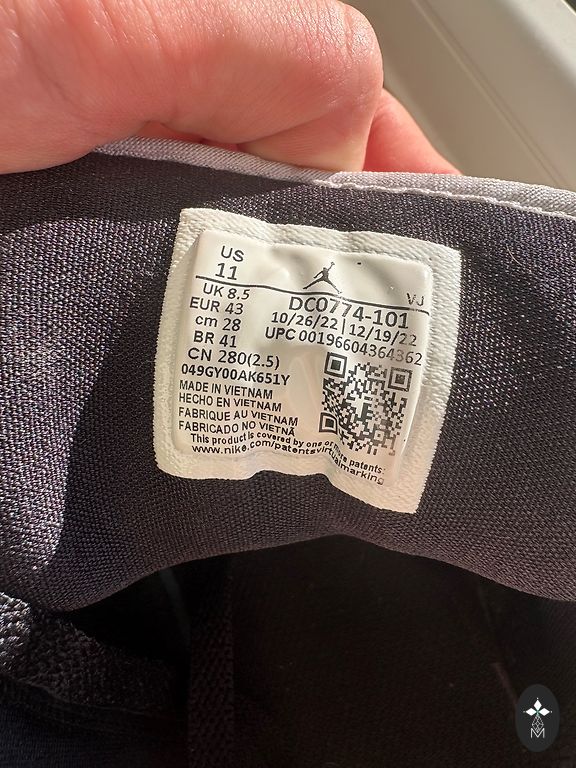 US
11
UK 8.5
EUR 43
cm 28
BR 41
CN 280(2.5)
VJ
DC0774-101
10/26/22 | 12/19/22
UPC 00196604364362
049GY00AK651Y
MADE IN VIETNAM
HECHO EN VIETNAM
FABRIQUE AU VIETNAM
FABRICADO NO VIETNÃ
This product is covered by one or more patents:
www.nike.com/patentsvirtualmarking
M